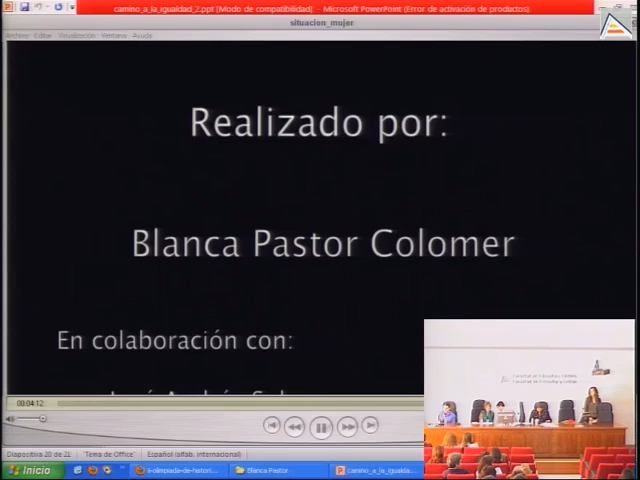 camino_a_la_igualdad_2.ppt [Modo de compatibilidad] – Microsoft PowerPoint (Error de activación de productos)
situacion_mujer
Archivo Editar Visualización Ventana Ayuda
Realizado por:
Blanca Pastor Colomer
En colaboración con:
00:04:12
Diapositiva 20 de 21 "Tema de Office" Español (alfab. internacional)
Inicio
Blanca Pastor
camino_a_la_igualda...